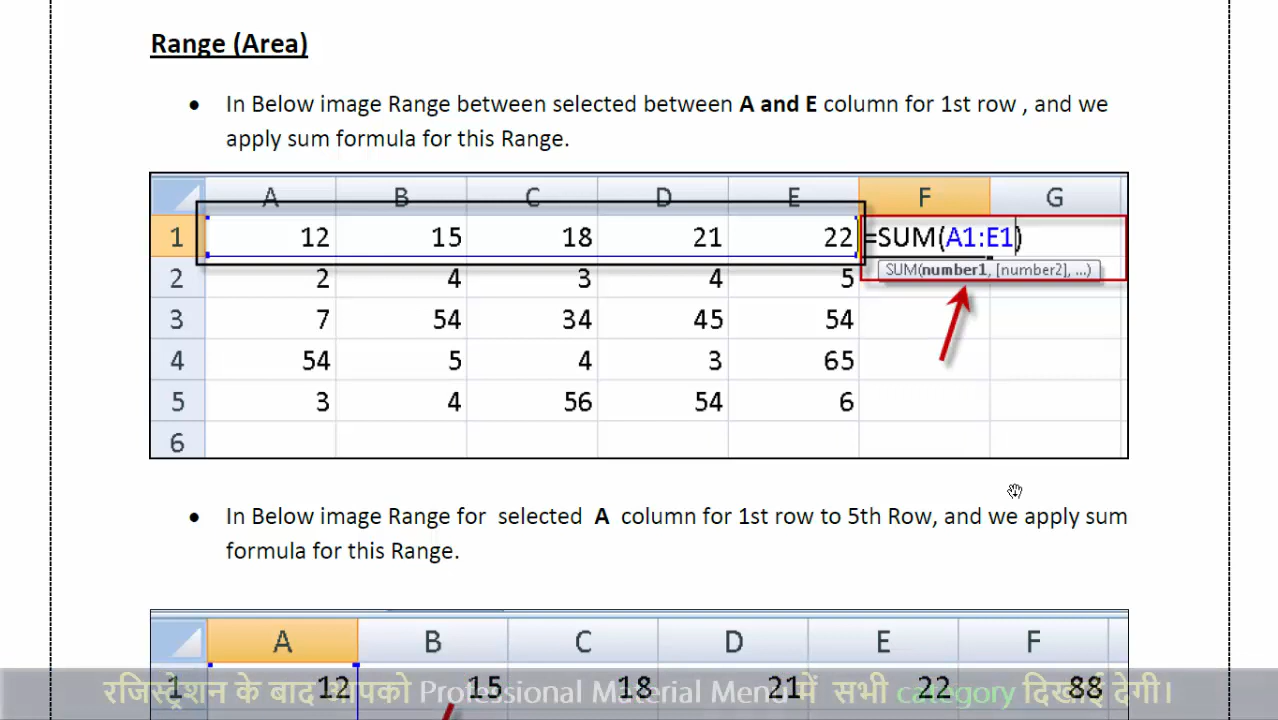 Range (Area)
• In Below image Range between selected between A and E column for 1st row , and we
apply sum formula for this Range.
A B C D E F G
1 12 15 18 21 22 =SUM(A1:E1)
SUM(number1, [number2], ...)
2 2 4 3 4 5
3 7 54 34 45 54
4 54 5 4 3 65
5 3 4 56 54 6
6
• In Below image Range for selected A column for 1st row to 5th Row, and we apply sum
formula for this Range.
A B C D E F
1 12 15 18 21 22 88
रजिस्ट्रेशन के बाद आपको Professional Material Menu में सभी category दिखाई देगी।